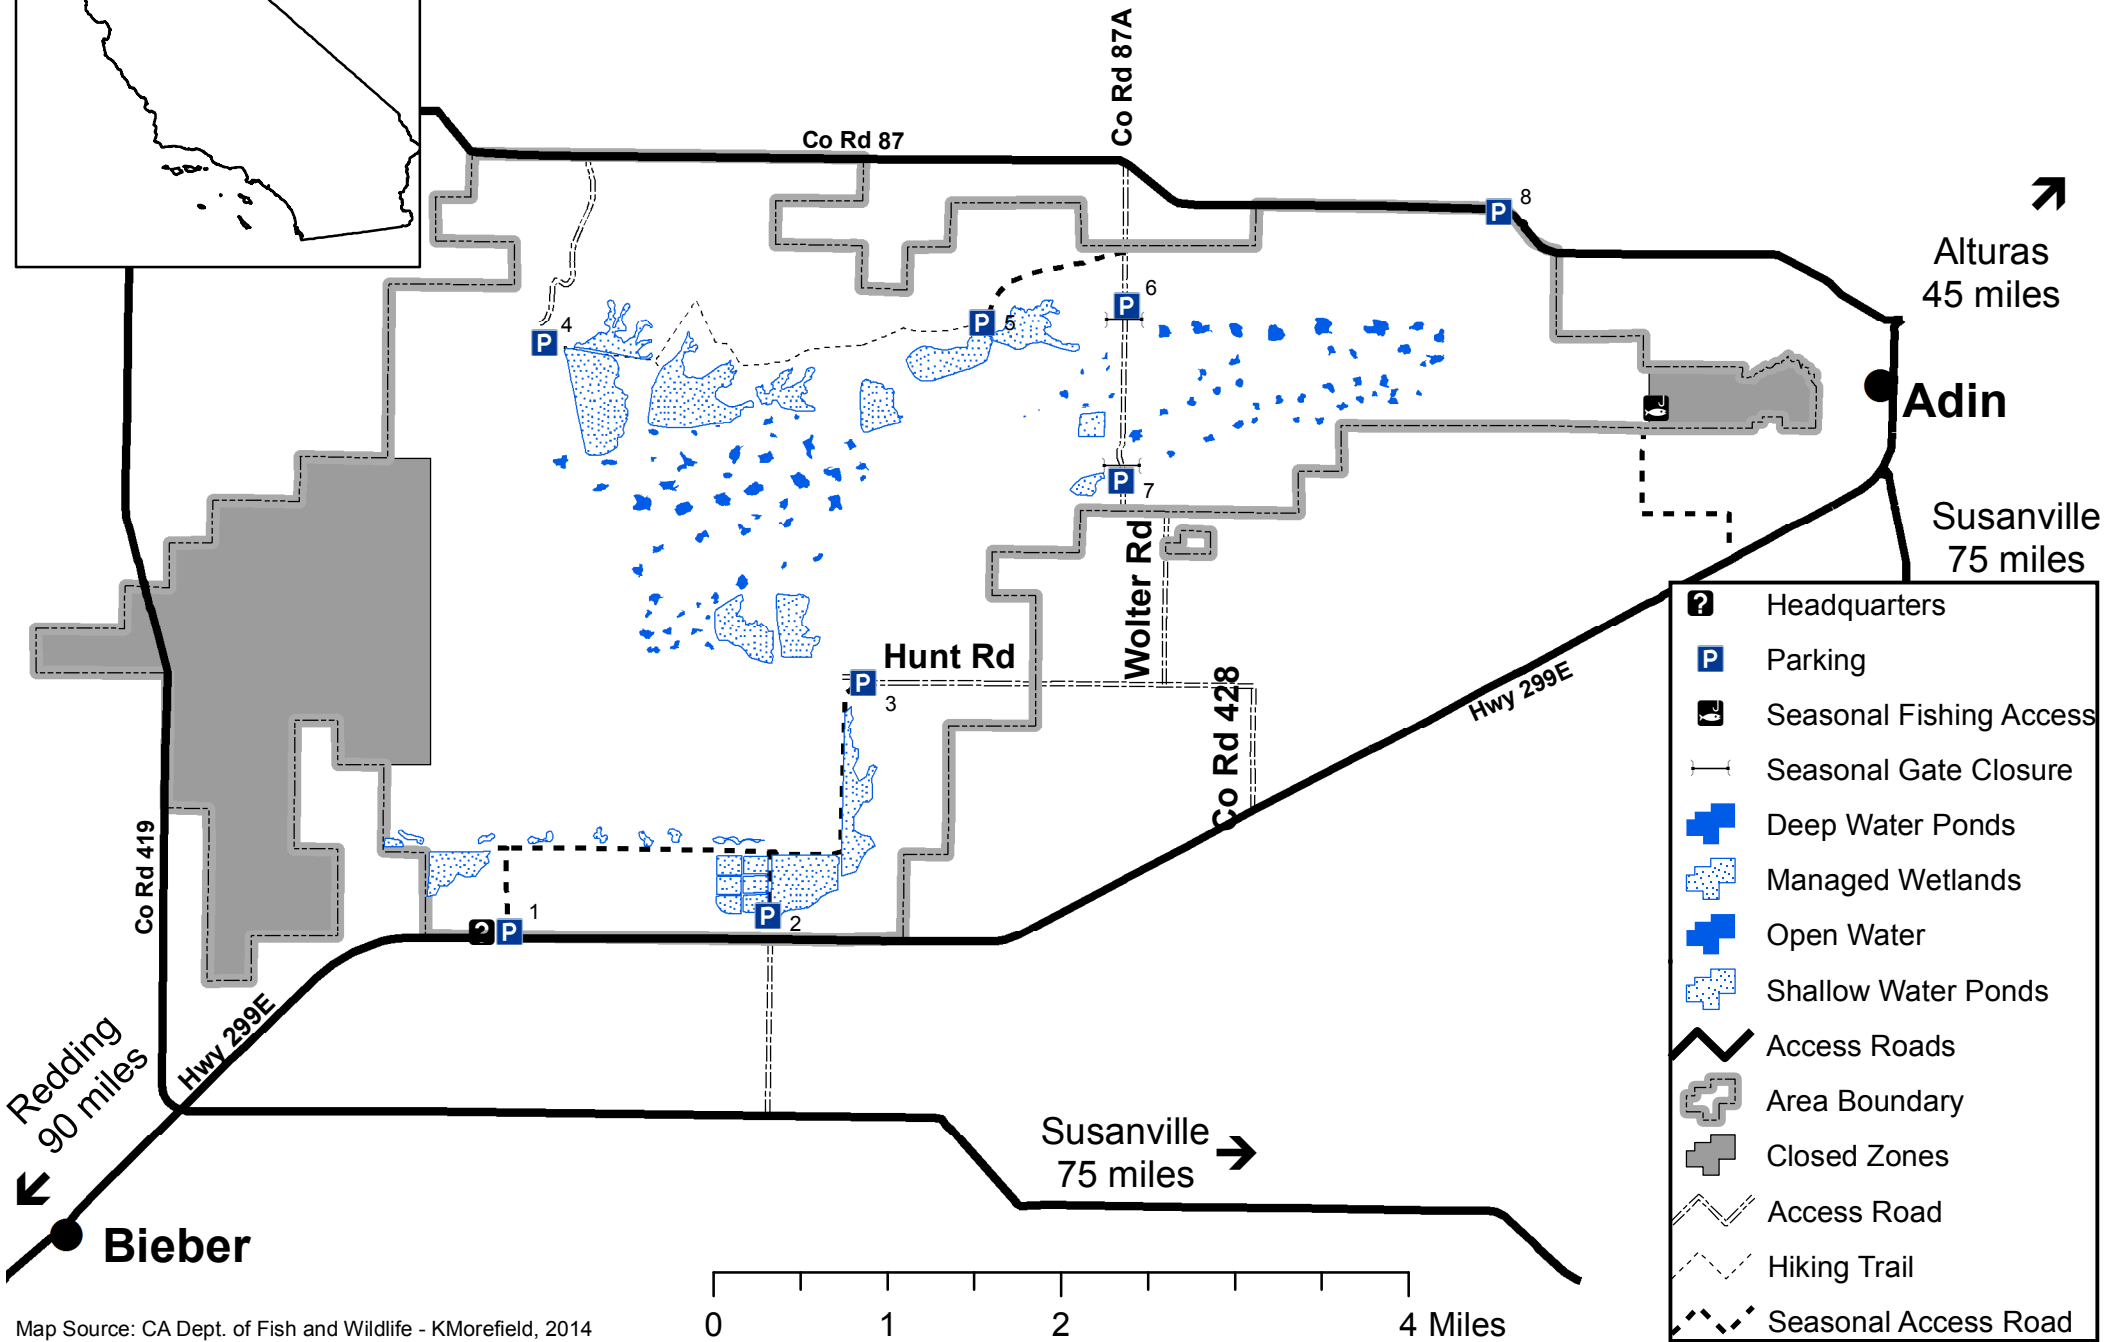 Co Rd 87A
Co Rd 87
8
Alturas
45 miles
6
4
5
Adin
7
Susanville
75 miles
Wolter Rd
Hunt Rd
3
Co Rd 428
Hwy 299E
Co Rd 419
1
2
?
P
P
P
P
P
P
P
P
Hwy 299E
Redding
90 miles
Susanville
75 miles
Bieber
? Headquarters
P Parking
Seasonal Fishing Access
Seasonal Gate Closure
Deep Water Ponds
Managed Wetlands
Open Water
Shallow Water Ponds
Access Roads
Area Boundary
Closed Zones
Access Road
Hiking Trail
Seasonal Access Road
0 1 2 4 Miles
Map Source: CA Dept. of Fish and Wildlife - KMorefield, 2014